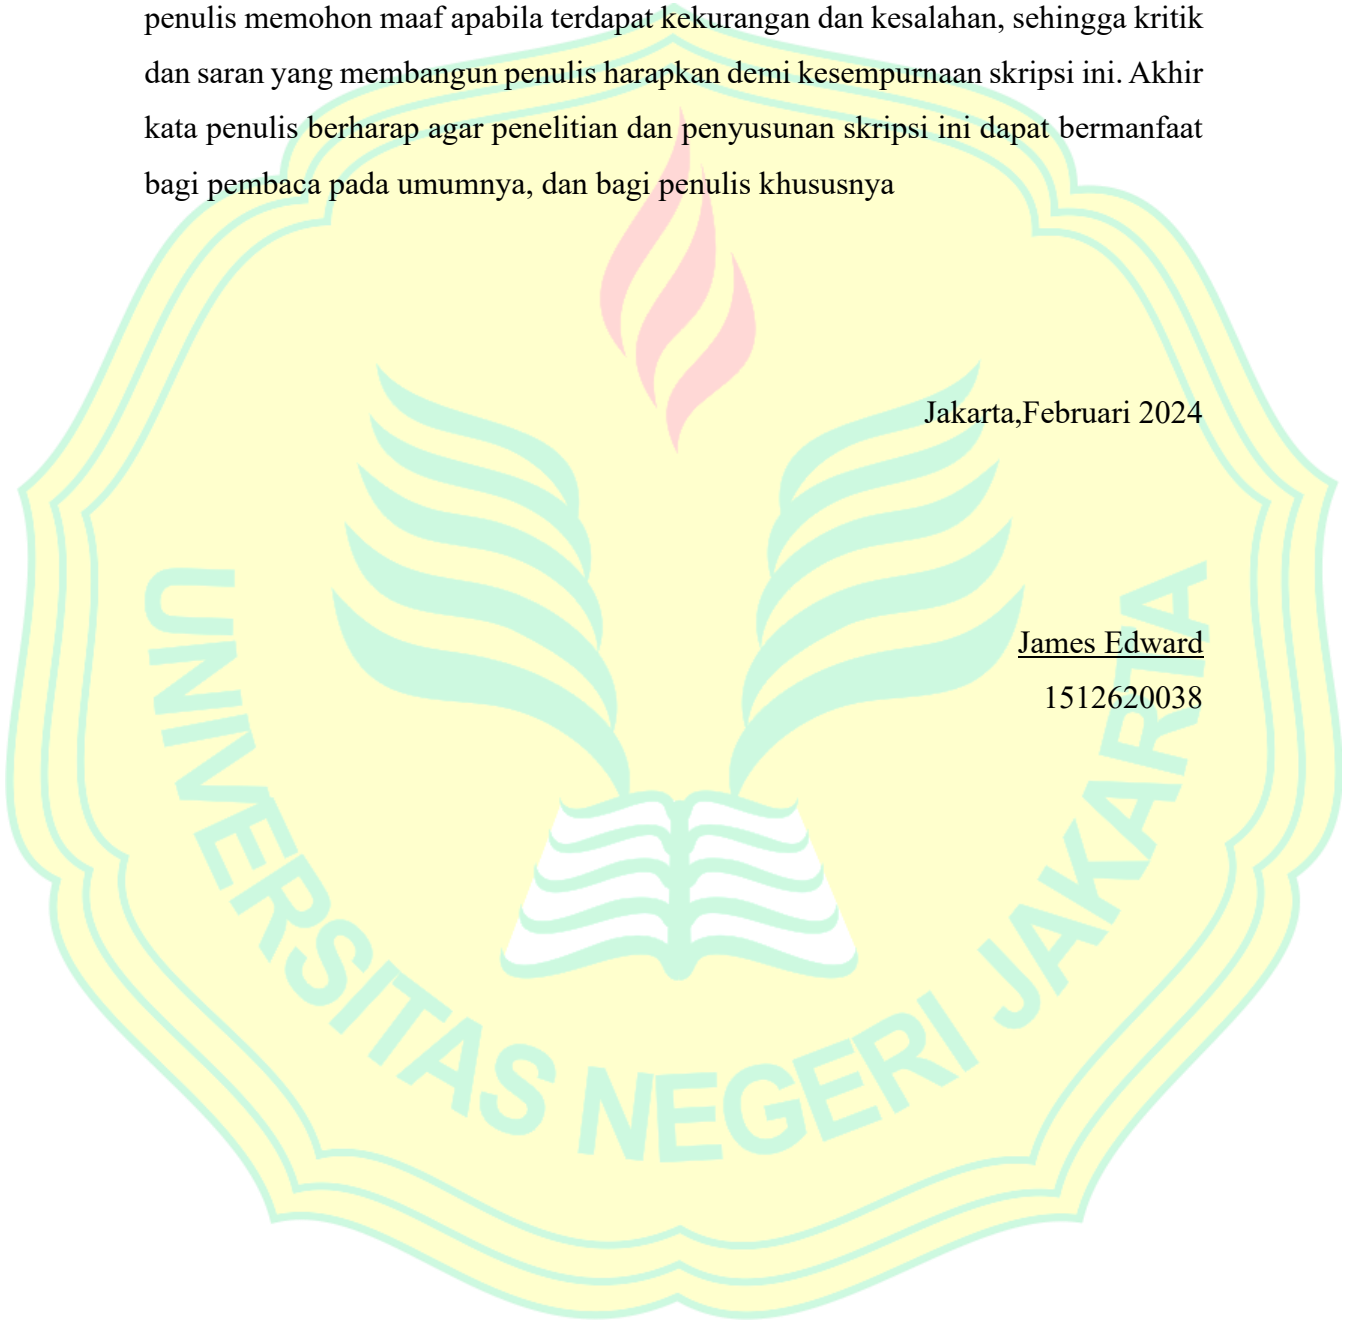 penulis memohon maaf apabila terdapat kekurangan dan kesalahan, sehingga kritik
dan saran yang membangun penulis harapkan demi kesempurnaan skripsi ini. Akhir
kata penulis berharap agar penelitian dan penyusunan skripsi ini dapat bermanfaat
bagi pembaca pada umumnya, dan bagi penulis khususnya
Jakarta,Februari 2024
James Edward
1512620038
UNIVERSITAS NEGERI JAKARTA